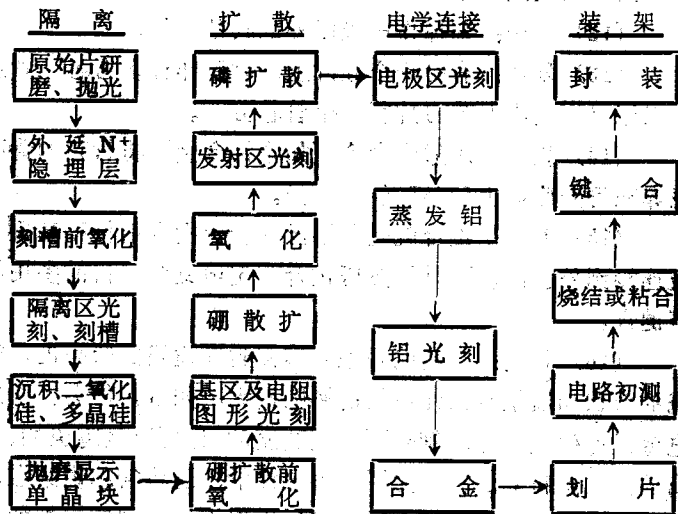 隔离
原始片研
磨、抛光
外延N+
隐埋层
刻槽前氧化
隔离区光
刻、刻槽
沉积二氧化
硅、多晶硅
抛磨显示
单晶块
扩散
磷扩散
发射区光刻
氧化
硼散扩
基区及电阻
图形光刻
硼扩散前
氧化
电学连接
电极区光刻
蒸发铝
铝光刻
合金
装架
封装
键合
烧结或粘合
电路初测
划片